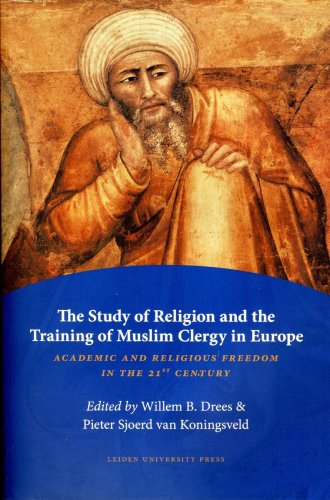 The Study of Religion and the
Training of Muslim Clergy in Europe
ACADEMIC AND RELIGIOUS FREEDOM
IN THE 21ST CENTURY
Edited by Willem B. Drees &
Pieter Sjoerd van Koningsveld
LEIDEN UNIVERSITY PRESS